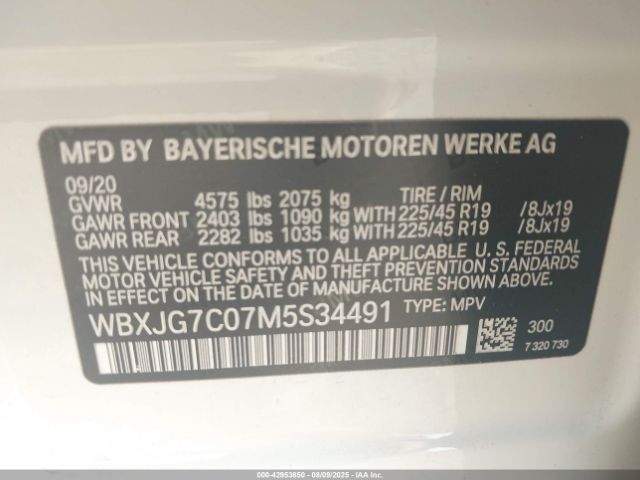 MFD BY BAYERISCHE MOTOREN WERKE AG
09/20
GVWR 4575 lbs 2075 kg TIRE / RIM
GAWR FRONT 2403 lbs 1090 kg WITH 225/45 R19 /8Jx19
GAWR REAR 2282 lbs 1035 kg WITH 225/45 R19 /8Jx19
THIS VEHICLE CONFORMS TO ALL APPLICABLE U. S. FEDERAL
MOTOR VEHICLE SAFETY AND THEFT PREVENTION STANDARDS
IN EFFECT ON THE DATE OF MANUFACTURE SHOWN ABOVE.
WBXJG7C07M5S34491 TYPE: MPV
300
7 320 730
000-42953850 - 08/09/2025 - IAAI, Inc.